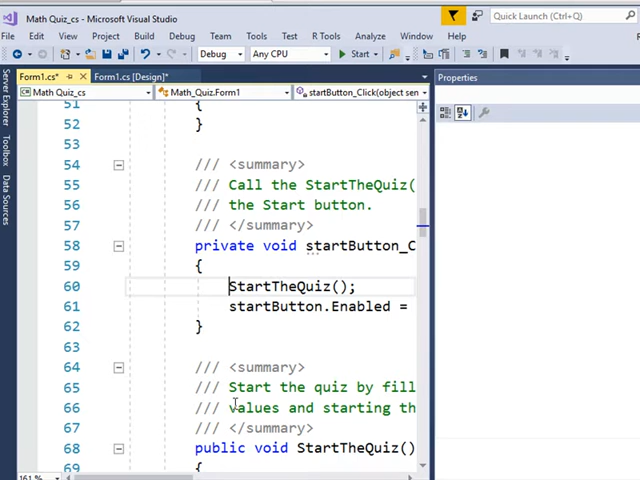 Math Quiz_cs - Microsoft Visual Studio
Quick Launch (Ctrl+Q)
File Edit View Project Build Debug Team Test R Tools Analyze Window
Debug Any CPU Start
Form1.cs* Form1.cs [Design]*
Properties
Math Quiz_cs Math_Quiz.Form1 startButton_Click(object sen
Server Explorer
Toolbox
Data Sources
51 {
52 }
54 /// <summary>
55 /// Call the StartTheQuiz(
56 /// the Start button.
57 /// </summary>
58 private void startButton_C
59 {
60 StartTheQuiz();
61 startButton.Enabled =
62 }
64 /// <summary>
65 /// Start the quiz by fill
66 /// values and starting th
67 /// </summary>
68 public void StartTheQuiz()
69 {
161 %